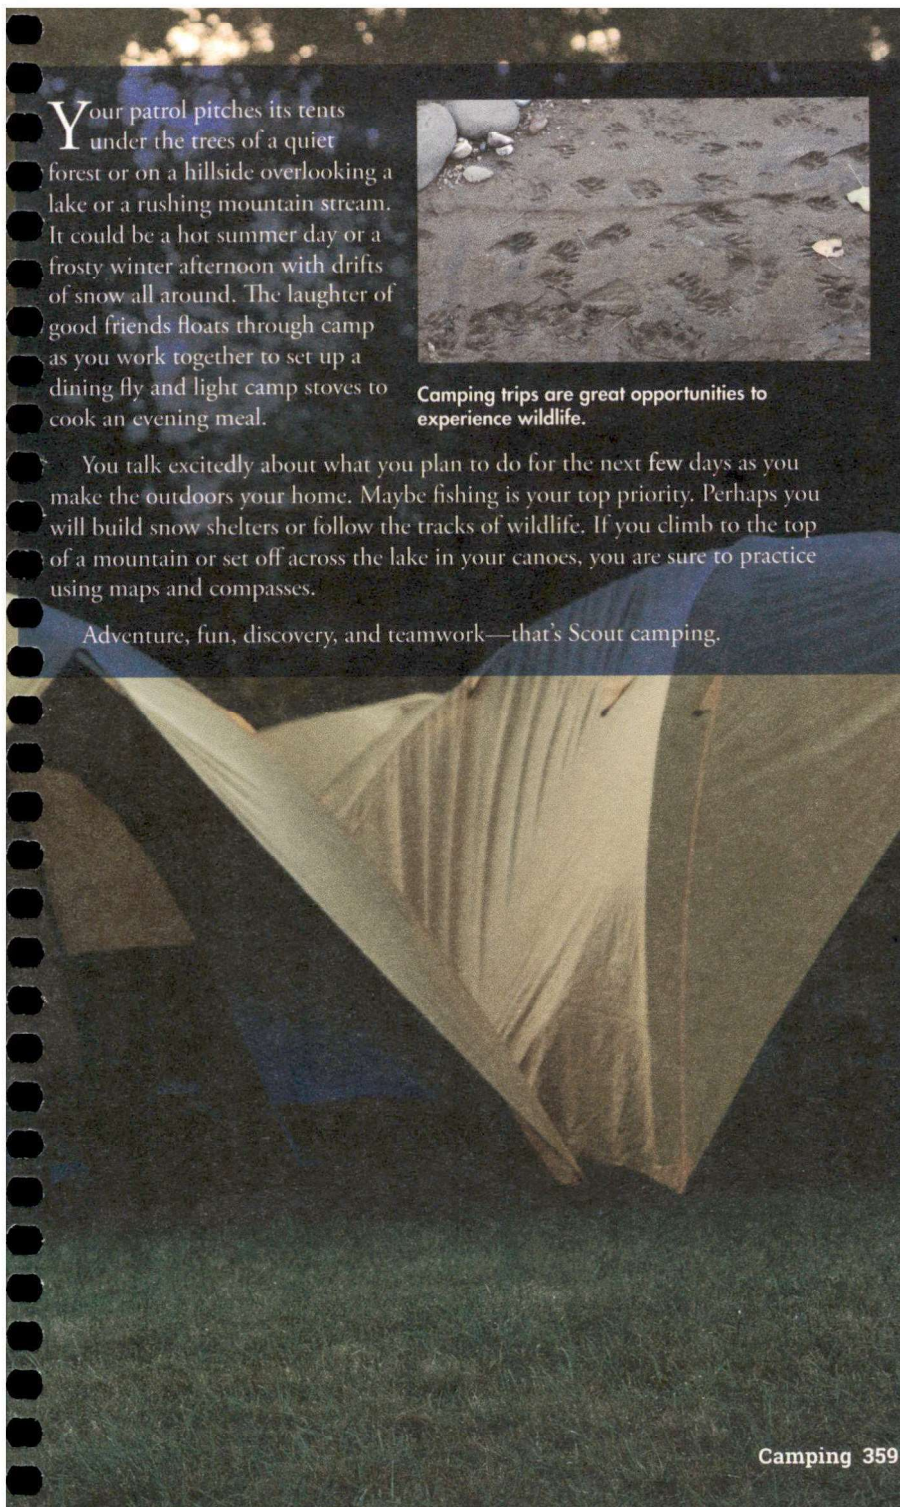 Your patrol pitches its tents
under the trees of a quiet
forest or on a hillside overlooking a
lake or a rushing mountain stream.
It could be a hot summer day or a
frosty winter afternoon with drifts
of snow all around. The laughter of
good friends floats through camp
as you work together to set up a
dining fly and light camp stoves to
cook an evening meal.
Camping trips are great opportunities to
experience wildlife.
You talk excitedly about what you plan to do for the next few days as you
make the outdoors your home. Maybe fishing is your top priority. Perhaps you
will build snow shelters or follow the tracks of wildlife. If you climb to the top
of a mountain or set off across the lake in your canoes, you are sure to practice
using maps and compasses.
Adventure, fun, discovery, and teamwork—that's Scout camping.
Camping 359